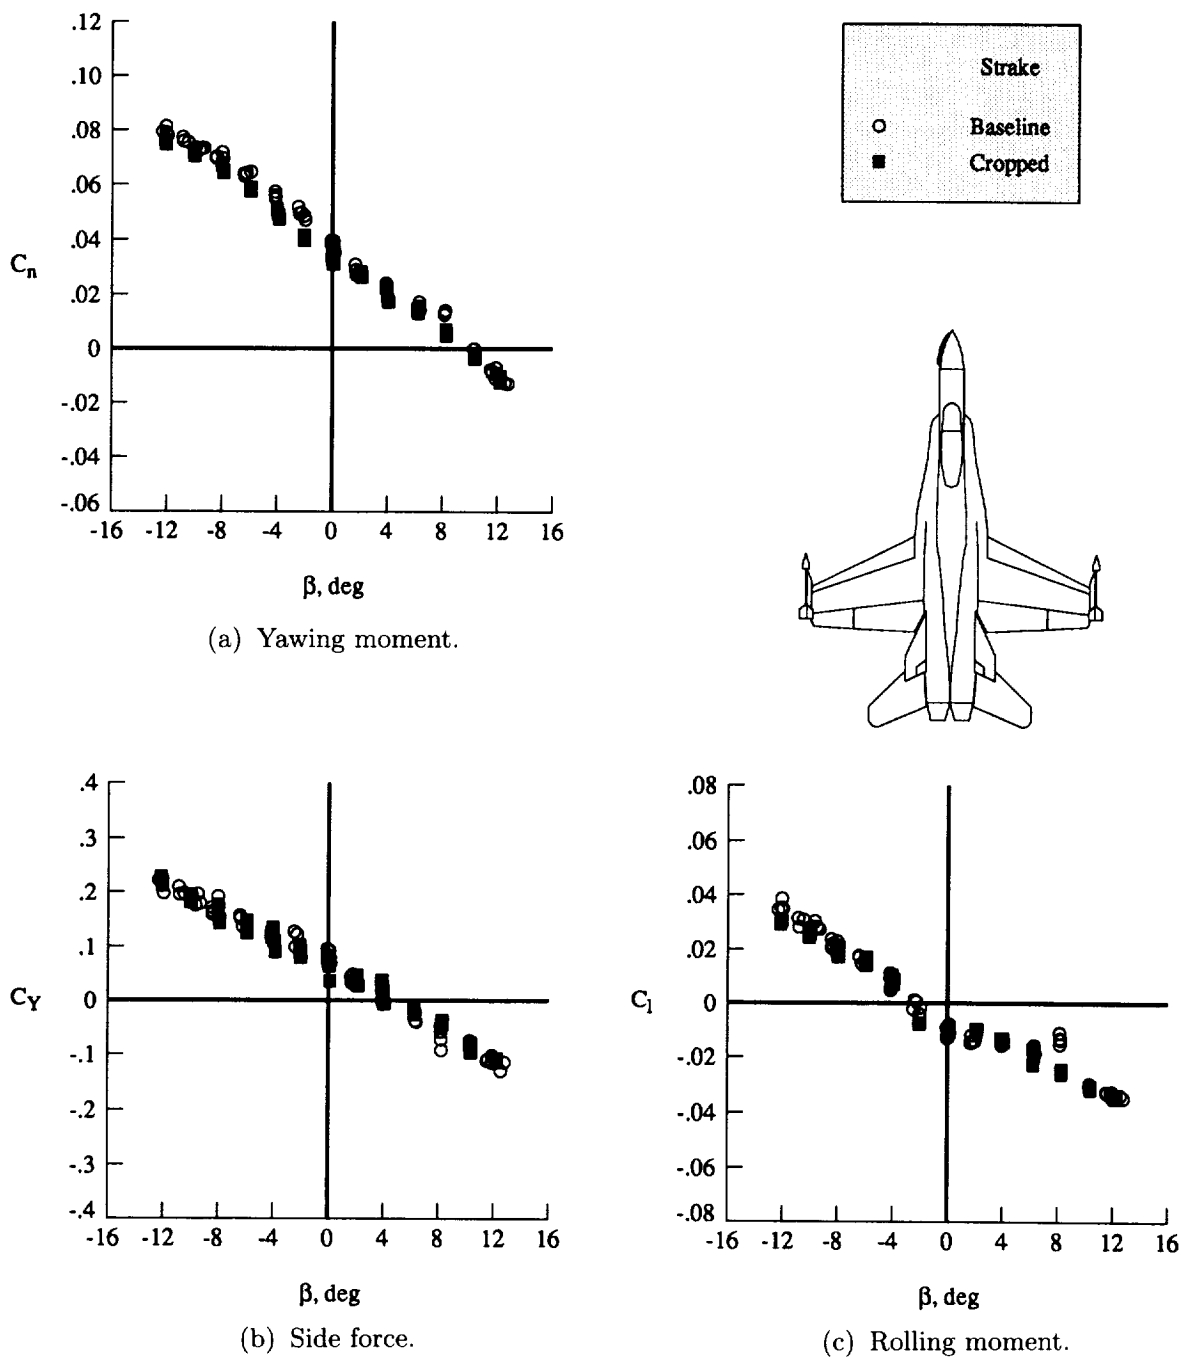 .12
.10
.08
.06
.04
.02
0
-.02
-.04
-.06
Cn
-16 -12 -8 -4 0 4 8 12 16
β, deg
(a) Yawing moment.
Strake
Baseline
Cropped
.4
.3
.2
.1
0
-.1
-.2
-.3
-.4
CY
-16 -12 -8 -4 0 4 8 12 16
β, deg
(b) Side force.
.08
.06
.04
.02
0
-.02
-.04
-.06
-.08
Cl
-16 -12 -8 -4 0 4 8 12 16
β, deg
(c) Rolling moment.